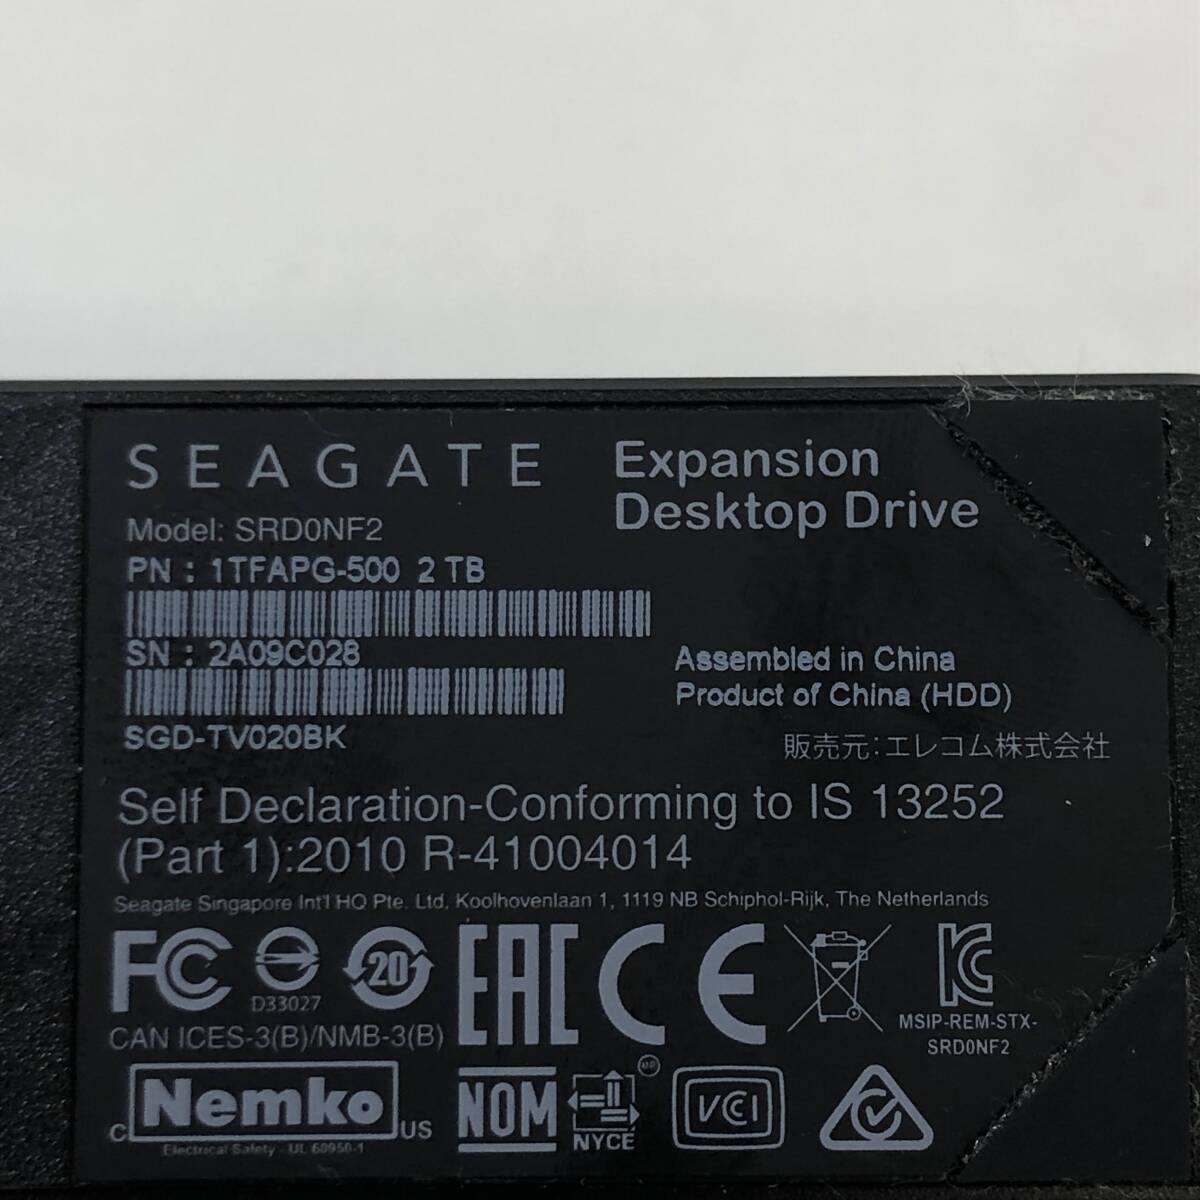 SEAGATE
Expansion
Desktop Drive
Model: SRD0NF2
PN : 1TFAPG-500 2 TB
SN : 2A09C028
SGD-TV020BK
Assembled in China
Product of China (HDD)
販売元:エレコム株式会社
Self Declaration-Conforming to IS 13252
(Part 1):2010 R-41004014
Seagate Singapore Int'l HQ Pte. Ltd, Koolhovenlaan 1, 1119 NB Schiphol-Rijk, The Netherlands
FC D33027 20 EAC CE KC
CAN ICES-3(B)/NMB-3(B)
MSIP-REM-STX-
SRD0NF2
C Nemko US
Electrical Safety - UL 60950-1
NOM NYCE MR VCCI